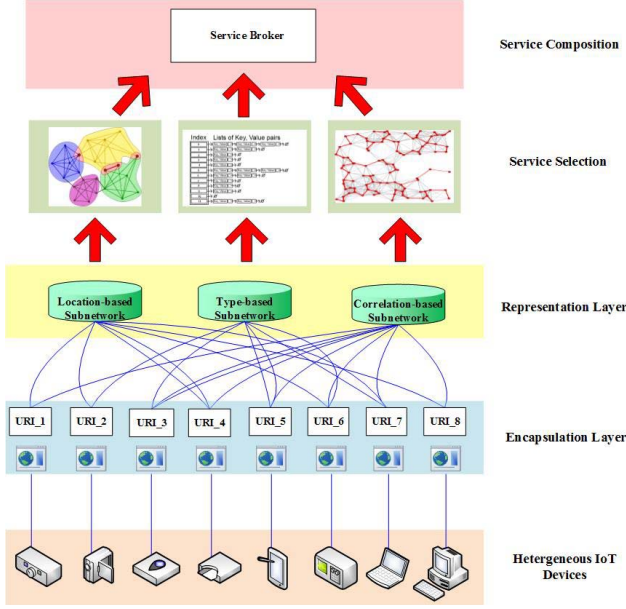 Service Broker
Service Composition
Index Lists of Key, Value pairs
Service Selection
Location-based
Subnetwork
Type-based
Subnetwork
Correlation-based
Subnetwork
Representation Layer
URI_1
URI_2
URI_3
URI_4
URI_5
URI_6
URI_7
URI_8
Encapsulation Layer
Hetergeneous IoT
Devices